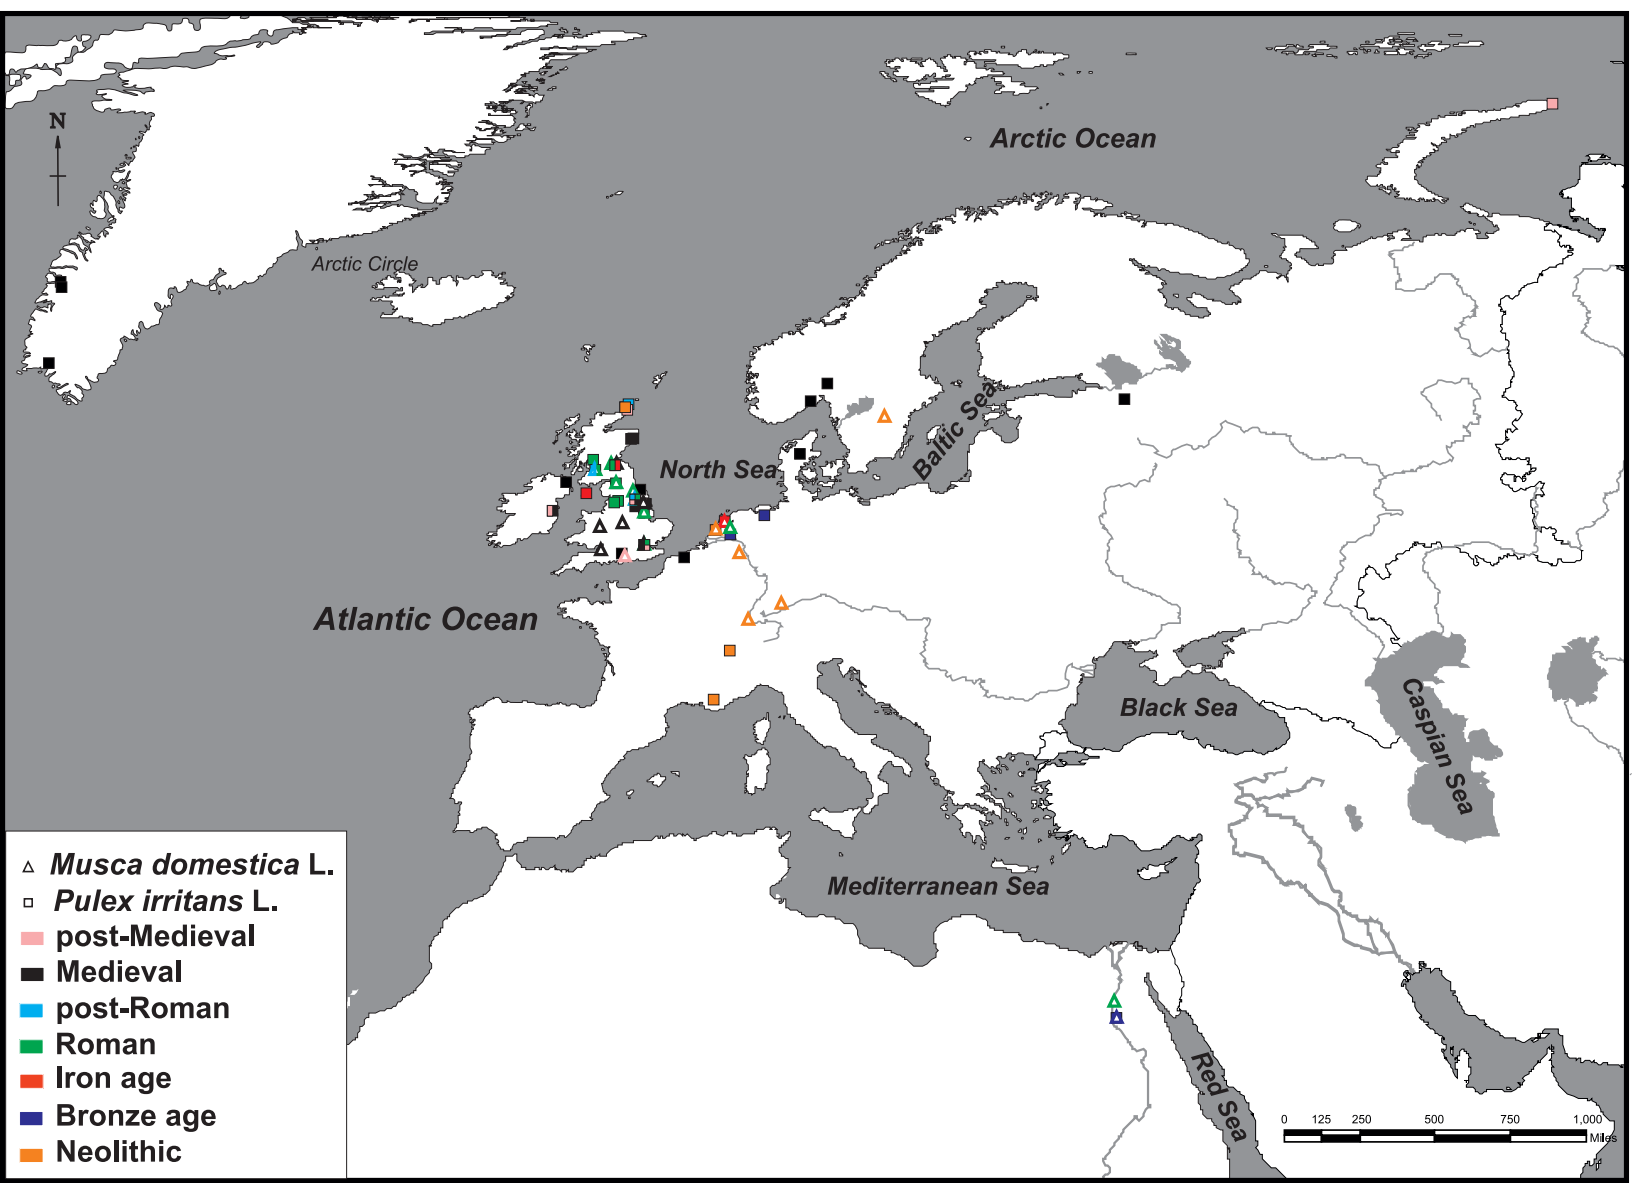 N
Arctic Ocean
Arctic Circle
North Sea
Baltic Sea
Atlantic Ocean
Black Sea
Caspian Sea
Mediterranean Sea
Red Sea
Musca domestica L.
Pulex irritans L.
post-Medieval
Medieval
post-Roman
Roman
Iron age
Bronze age
Neolithic
0 125 250 500 750 1,000
Miles